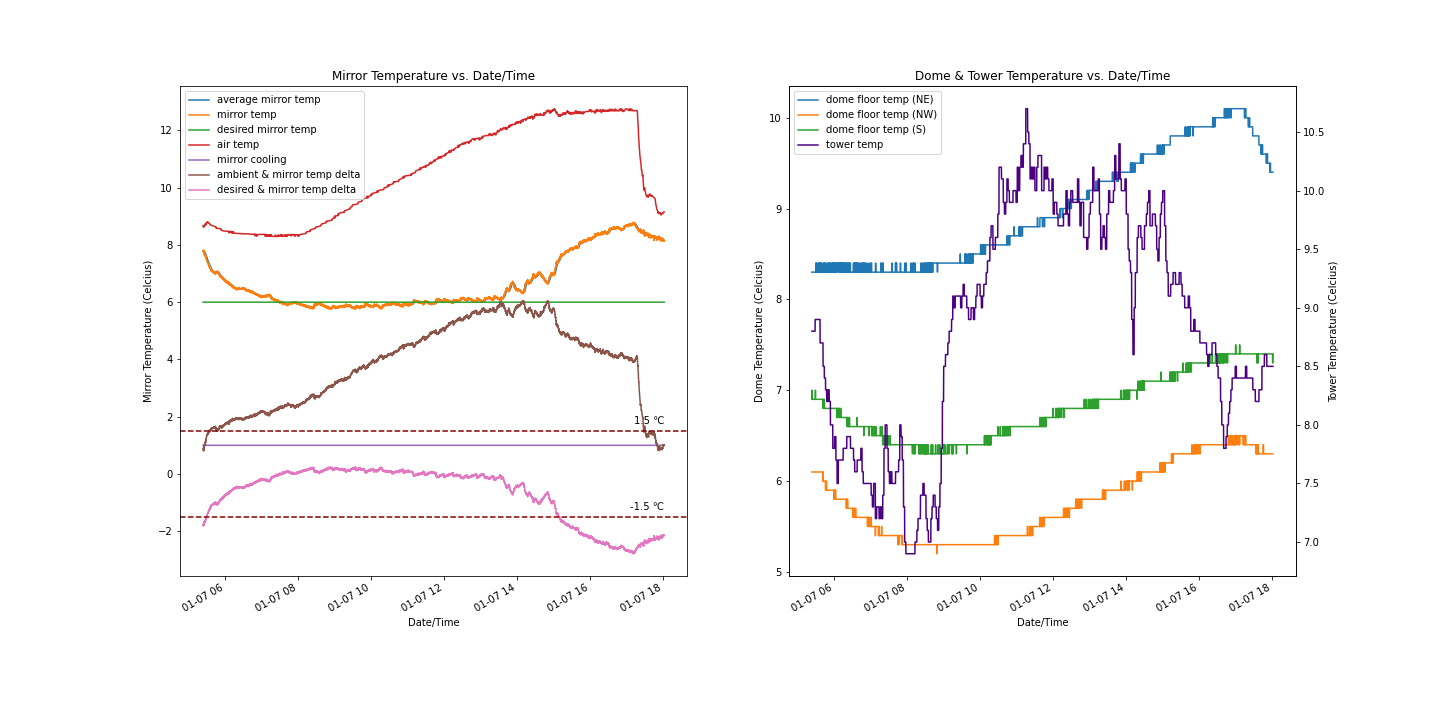 Mirror Temperature vs. Date/Time
average mirror temp
mirror temp
desired mirror temp
air temp
mirror cooling
ambient & mirror temp delta
desired & mirror temp delta
12
10
8
6
4
2
0
−2
Mirror Temperature (Celcius)
1.5 °C
-1.5 °C
01-07 06
01-07 08
01-07 10
01-07 12
01-07 14
01-07 16
01-07 18
Date/Time
Dome & Tower Temperature vs. Date/Time
dome floor temp (NE)
dome floor temp (NW)
dome floor temp (S)
tower temp
10
9
8
7
6
5
Dome Temperature (Celcius)
10.5
10.0
9.5
9.0
8.5
8.0
7.5
7.0
Tower Temperature (Celcius)
01-07 06
01-07 08
01-07 10
01-07 12
01-07 14
01-07 16
01-07 18
Date/Time